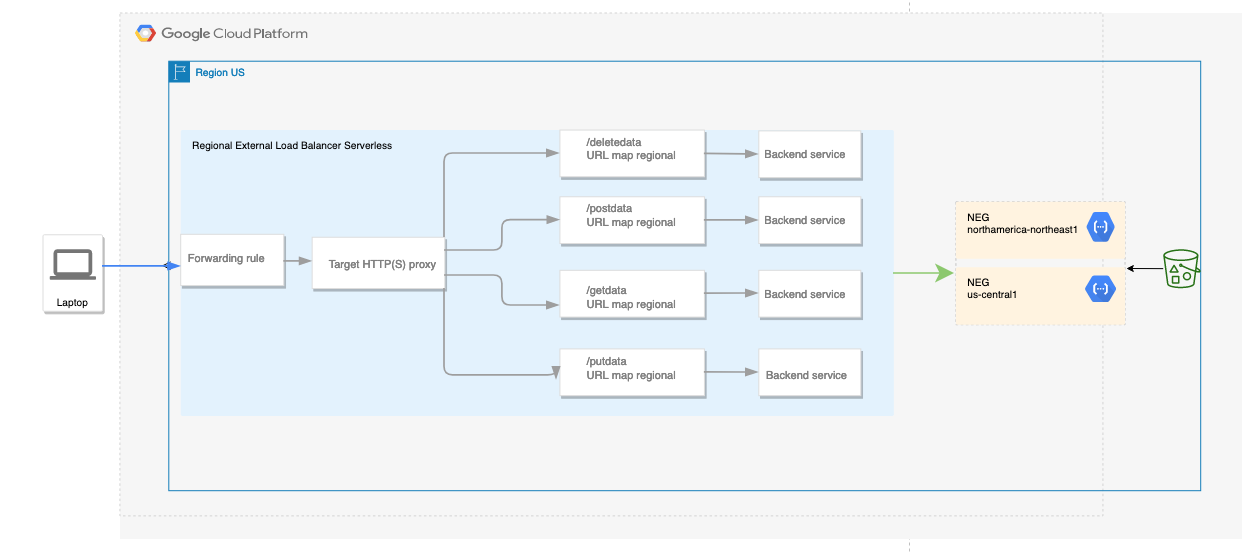 Google Cloud Platform
Region US
Regional External Load Balancer Serverless
/deletedata
URL map regional
Backend service
/postdata
URL map regional
Backend service
NEG
northamerica-northeast1
Forwarding rule
Target HTTP(S) proxy
/getdata
URL map regional
Backend service
NEG
us-central1
Laptop
/putdata
URL map regional
Backend service